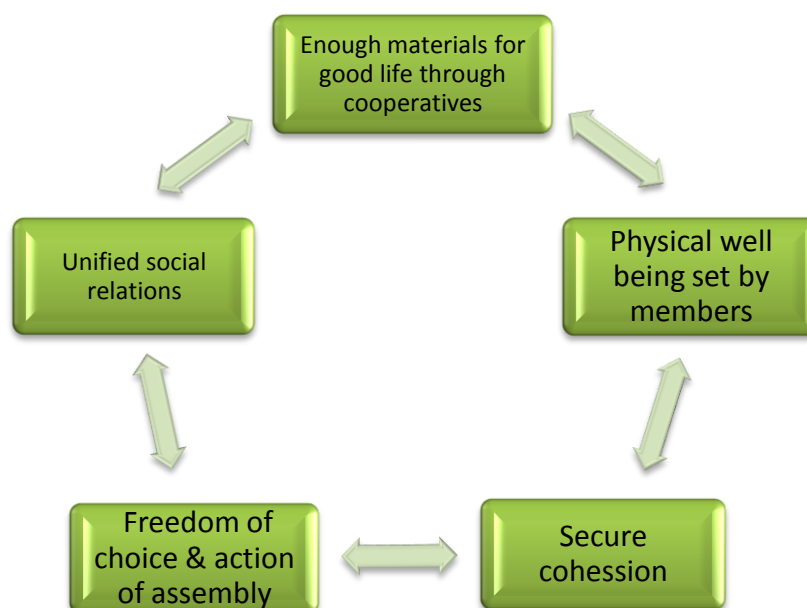 Enough materials for
good life through
cooperatives
Unified social
relations
Physical well
being set by
members
Freedom of
choice & action
of assembly
Secure
cohession